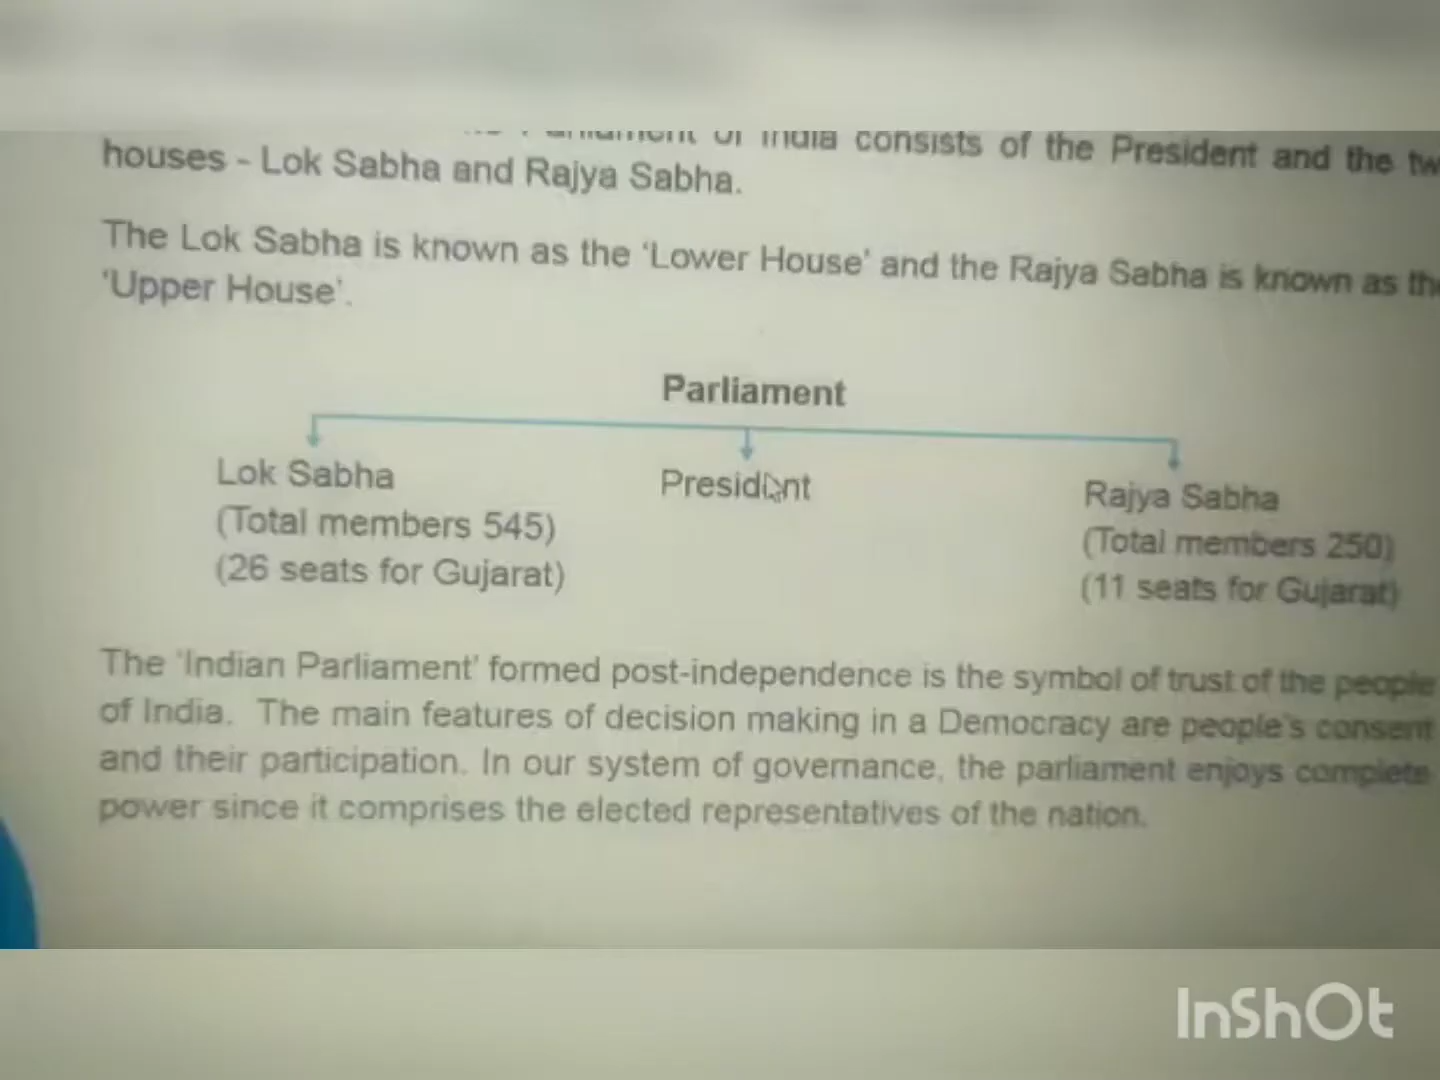 Parliament of India consists of the President and the tw
houses - Lok Sabha and Rajya Sabha.
The Lok Sabha is known as the 'Lower House' and the Rajya Sabha is known as the
'Upper House'.
Parliament
Lok Sabha
(Total members 545)
(26 seats for Gujarat)
President
Rajya Sabha
(Total members 250)
(11 seats for Gujarat)
The 'Indian Parliament' formed post-independence is the symbol of trust of the people
of India. The main features of decision making in a Democracy are people's consent
and their participation. In our system of governance, the parliament enjoys complete
power since it comprises the elected representatives of the nation.
InShOt